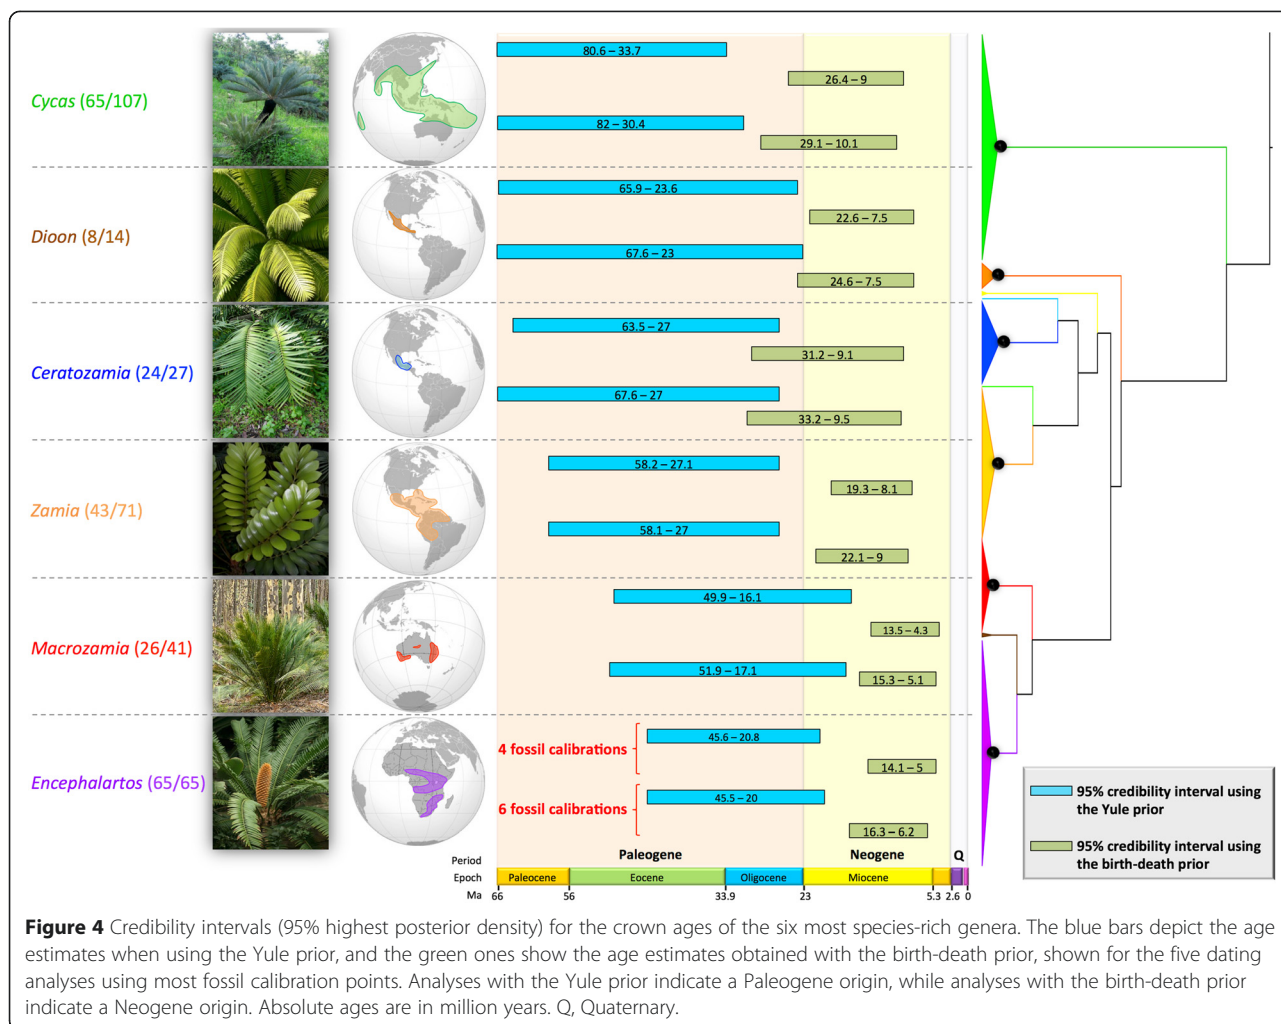 80.6 – 33.7
26.4 – 9
Cycas (65/107)
82 – 30.4
29.1 – 10.1
65.9 – 23.6
22.6 – 7.5
Dioon (8/14)
67.6 – 23
24.6 – 7.5
63.5 – 27
31.2 – 9.1
Ceratozamia (24/27)
67.6 – 27
33.2 – 9.5
58.2 – 27.1
19.3 – 8.1
Zamia (43/71)
58.1 – 27
22.1 – 9
49.9 – 16.1
13.5 – 4.3
Macrozamia (26/41)
51.9 – 17.1
15.3 – 5.1
45.6 – 20.8
4 fossil calibrations
14.1 – 5
Encephalartos (65/65)
45.5 – 20
6 fossil calibrations
16.3 – 6.2
95% credibility interval using
the Yule prior
95% credibility interval using
the birth-death prior
Period Paleogene Neogene Q
Epoch Paleocene Eocene Oligocene Miocene
Ma 66 56 33.9 23 5.3 2.6 0
Figure 4 Credibility intervals (95% highest posterior density) for the crown ages of the six most species-rich genera. The blue bars depict the age
estimates when using the Yule prior, and the green ones show the age estimates obtained with the birth-death prior, shown for the five dating
analyses using most fossil calibration points. Analyses with the Yule prior indicate a Paleogene origin, while analyses with the birth-death prior
indicate a Neogene origin. Absolute ages are in million years. Q, Quaternary.